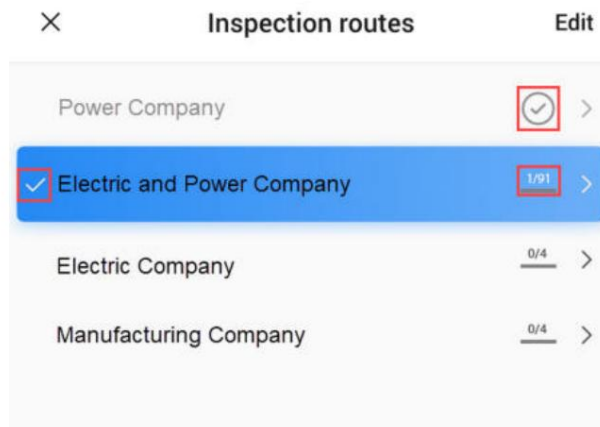 Inspection routes Edit
Power Company
Electric and Power Company 1/91
Electric Company 0/4
Manufacturing Company 0/4